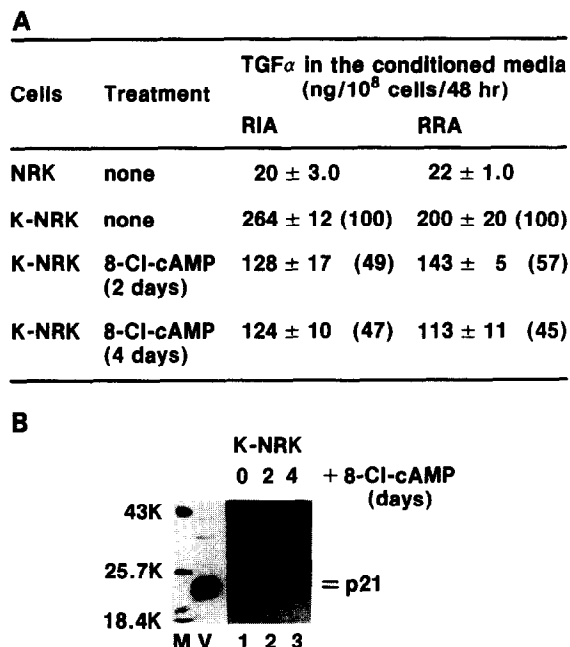 A
TGFα in the conditioned media
(ng/10⁸ cells/48 hr)
Cells Treatment
RIA RRA
NRK none 20 ± 3.0 22 ± 1.0
K-NRK none 264 ± 12 (100) 200 ± 20 (100)
K-NRK 8-Cl-cAMP 128 ± 17 (49) 143 ± 5 (57)
(2 days)
K-NRK 8-Cl-cAMP 124 ± 10 (47) 113 ± 11 (45)
(4 days)
B
K-NRK
0 2 4 + 8-Cl-cAMP
(days)
43K
25.7K
= p21
18.4K
M V 1 2 3